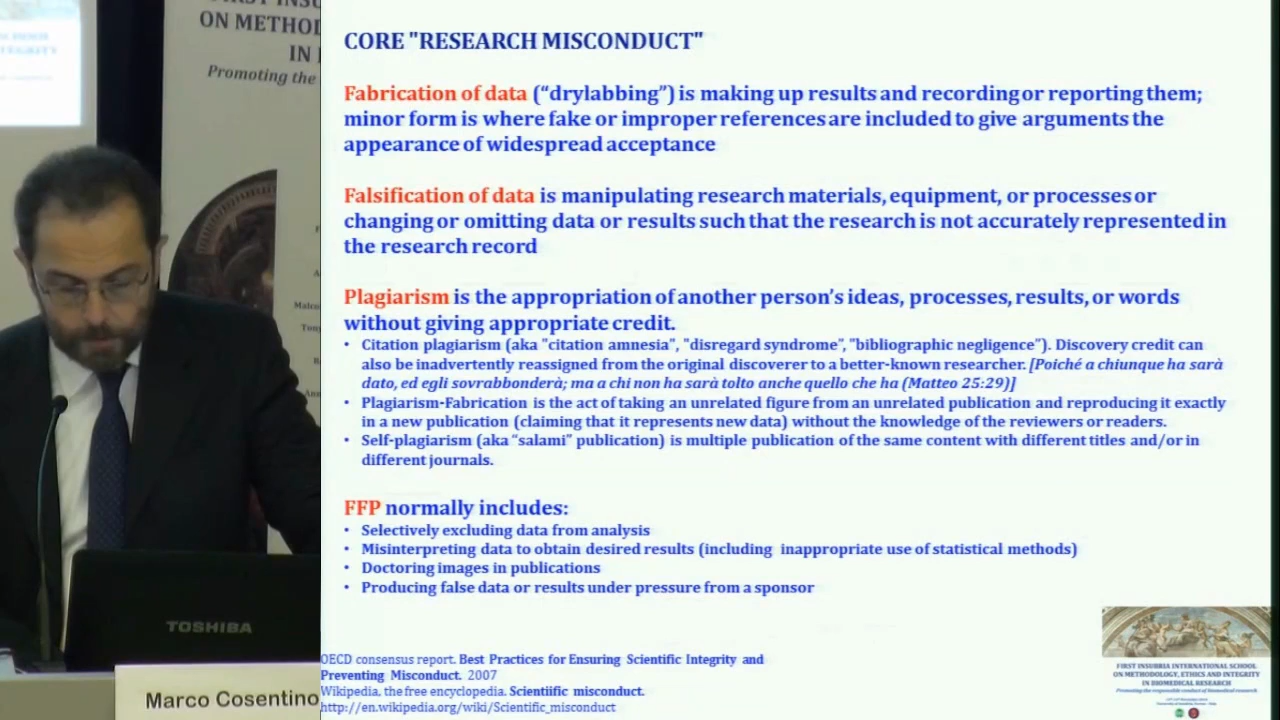 FIRST INSU
ON METHOL
IN
Promoting the
CORE "RESEARCH MISCONDUCT"
Fabrication of data (“drylabbing”) is making up results and recording or reporting them;
minor form is where fake or improper references are included to give arguments the
appearance of widespread acceptance
Falsification of data is manipulating research materials, equipment, or processes or
changing or omitting data or results such that the research is not accurately represented in
the research record
Plagiarism is the appropriation of another person’s ideas, processes, results, or words
without giving appropriate credit.
• Citation plagiarism (aka "citation amnesia", "disregard syndrome", "bibliographic negligence"). Discovery credit can
also be inadvertently reassigned from the original discoverer to a better-known researcher. [Poiché a chiunque ha sarà
dato, ed egli sovrabbonderà; ma a chi non ha sarà tolto anche quello che ha (Matteo 25:29)]
• Plagiarism-Fabrication is the act of taking an unrelated figure from an unrelated publication and reproducing it exactly
in a new publication (claiming that it represents new data) without the knowledge of the reviewers or readers.
• Self-plagiarism (aka “salami” publication) is multiple publication of the same content with different titles and/or in
different journals.
FFP normally includes:
• Selectively excluding data from analysis
• Misinterpreting data to obtain desired results (including inappropriate use of statistical methods)
• Doctoring images in publications
• Producing false data or results under pressure from a sponsor
OECD consensus report. Best Practices for Ensuring Scientific Integrity and
Preventing Misconduct. 2007
Wikipedia, the free encyclopedia. Scientiific misconduct.
http://en.wikipedia.org/wiki/Scientific_misconduct
FIRST INSUBRIA INTERNATIONAL SCHOOL
ON METHODOLOGY, ETHICS AND INTEGRITY
IN BIOMEDICAL RESEARCH
Promoting the responsible conduct of biomedical research
TOSHIBA
Marco Cosentino